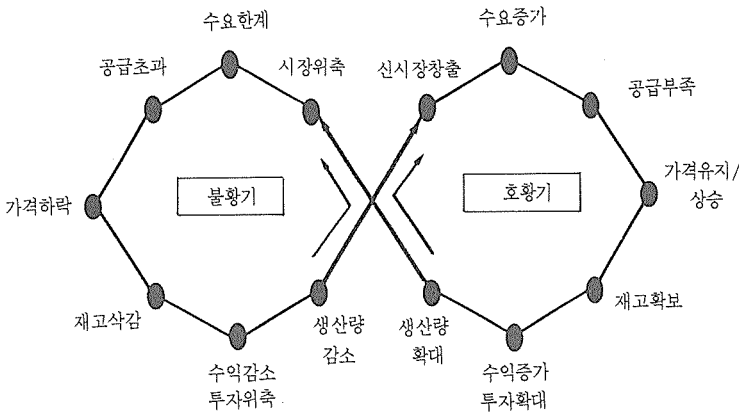 수요한계
수요증가
공급초과
시장위축
신시장창출
공급부족
불황기
호황기
가격하락
가격유지/
상승
재고삭감
재고확보
생산량
감소
생산량
확대
수익감소
투자위축
수익증가
투자확대